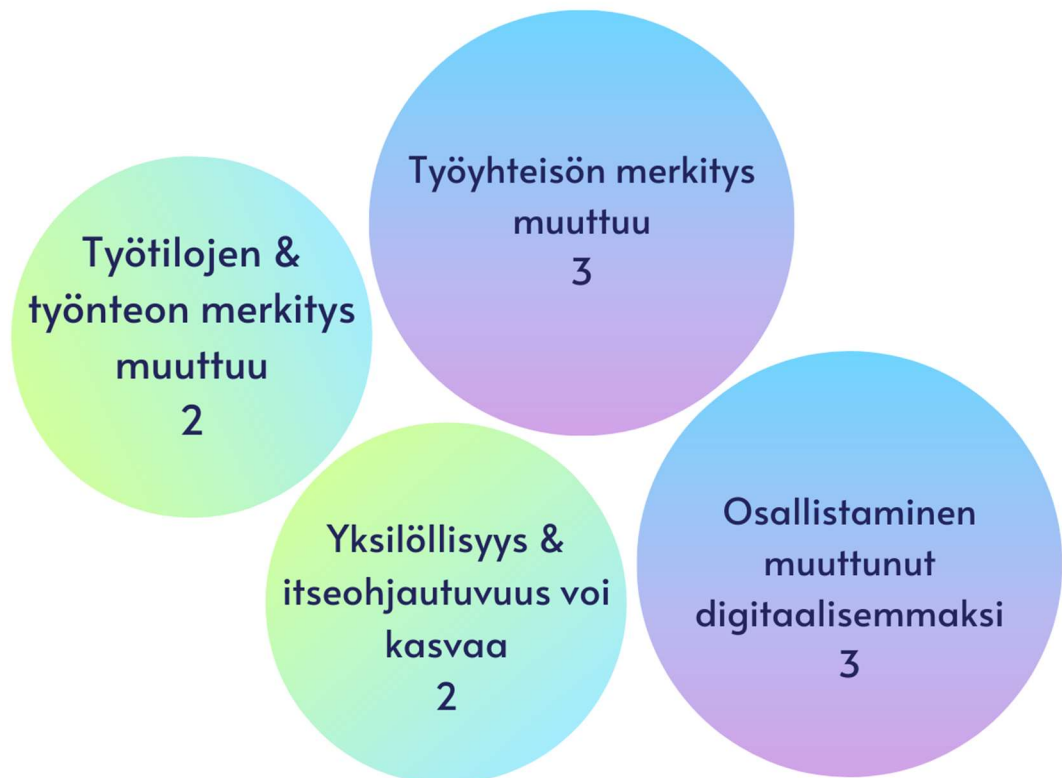 Työyhteisön merkitys
muuttuu
3
Työtilojen &
työnteon merkitys
muuttuu
2
Osallistaminen
muuttunut
digitaalisemmaksi
3
Yksilöllisyys &
itseohjautuvuus voi
kasvaa
2